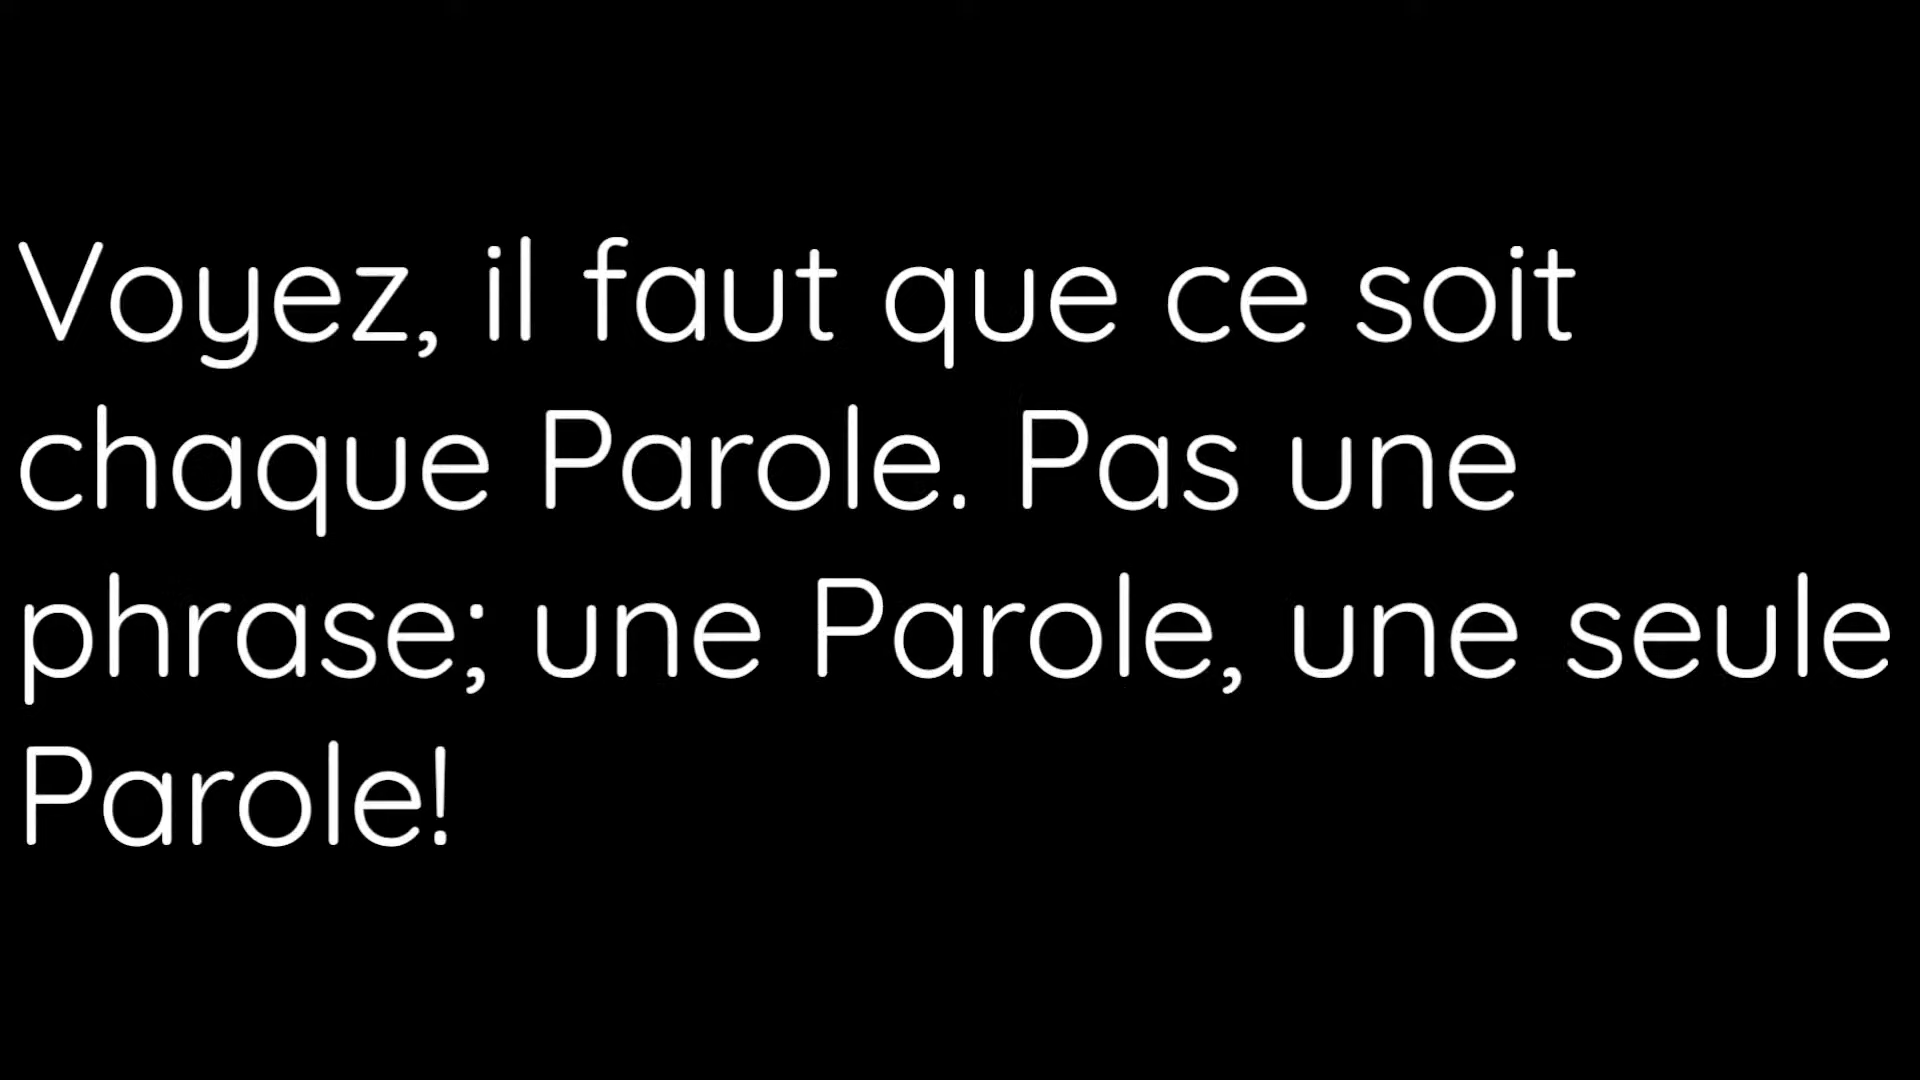 Voyez, il faut que ce soit
chaque Parole. Pas une
phrase; une Parole, une seule
Parole!